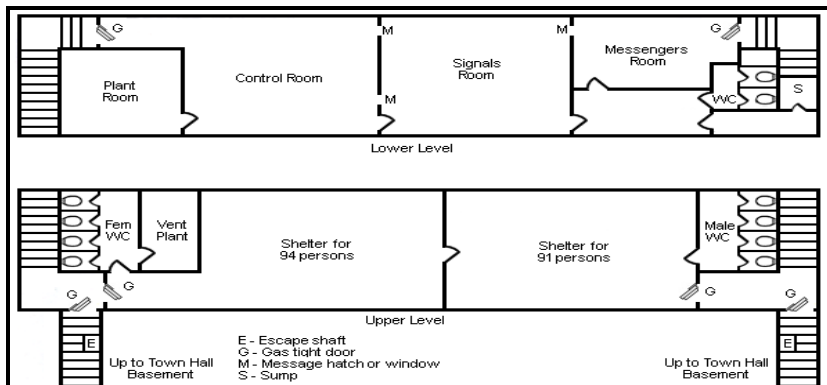 G
M
M
G
Messengers
Room
Signals
Room
Control Room
Plant
Room
WC
S
M
Lower Level
Fem
WC
Vent
Plant
Shelter for
94 persons
Shelter for
91 persons
Male
WC
G
G
G
G
Upper Level
E
E - Escape shaft
G - Gas tight door
M - Message hatch or window
S - Sump
E
Up to Town Hall
Basement
Up to Town Hall
Basement